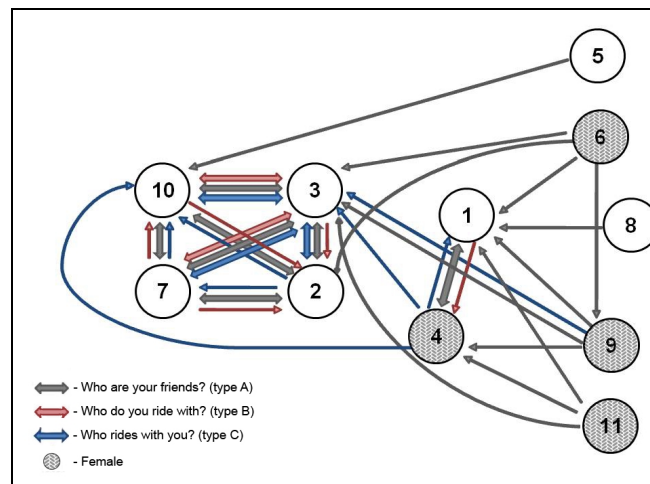 5
6
10
3
1
8
7
2
4
9
11
- Who are your friends? (type A)
- Who do you ride with? (type B)
- Who rides with you? (type C)
- Female